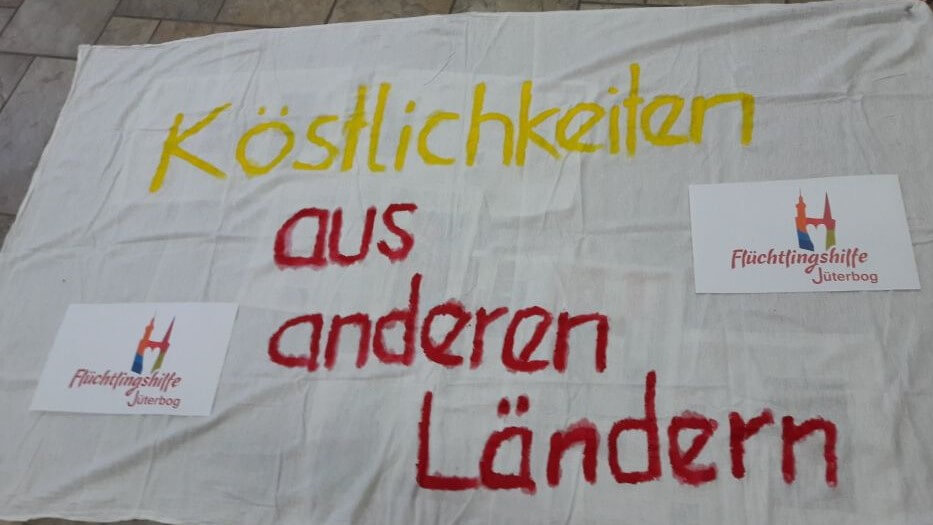 Köstlichkeiten
aus
anderen
Ländern
Flüchtlingshilfe
Jüterbog
Flüchtlingshilfe
Jüterbog